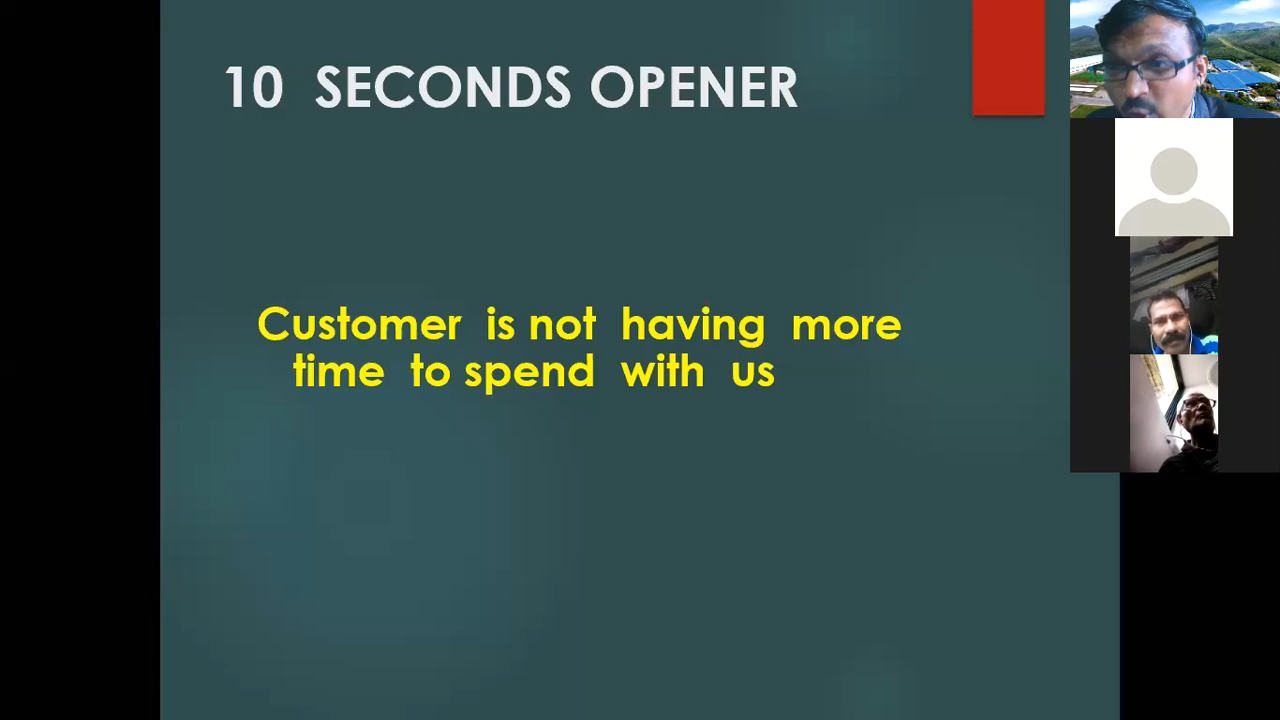 10 SECONDS OPENER
Customer is not having more
time to spend with us